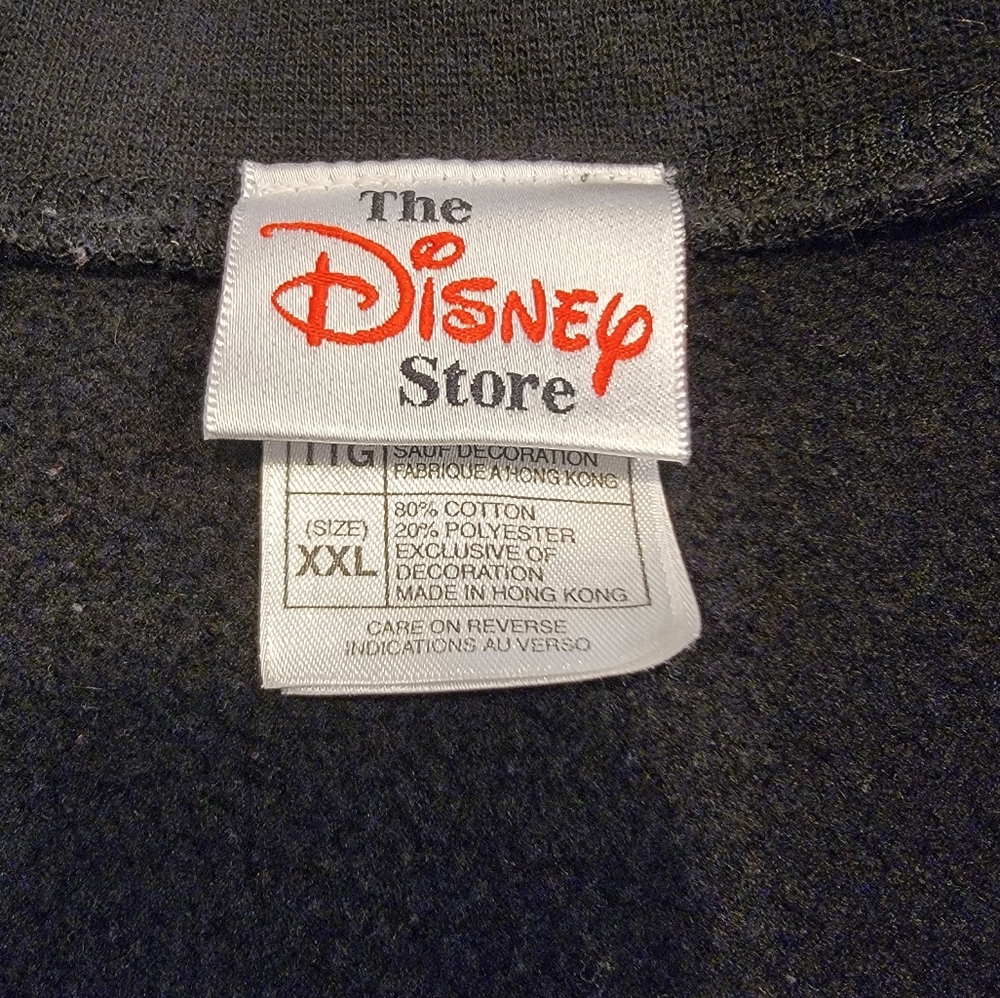 The
Disney
Store
TTG
SAUF DECORATION
FABRIQUE A HONG KONG
(SIZE)
XXL
80% COTTON
20% POLYESTER
EXCLUSIVE OF
DECORATION
MADE IN HONG KONG
CARE ON REVERSE
INDICATIONS AU VERSO